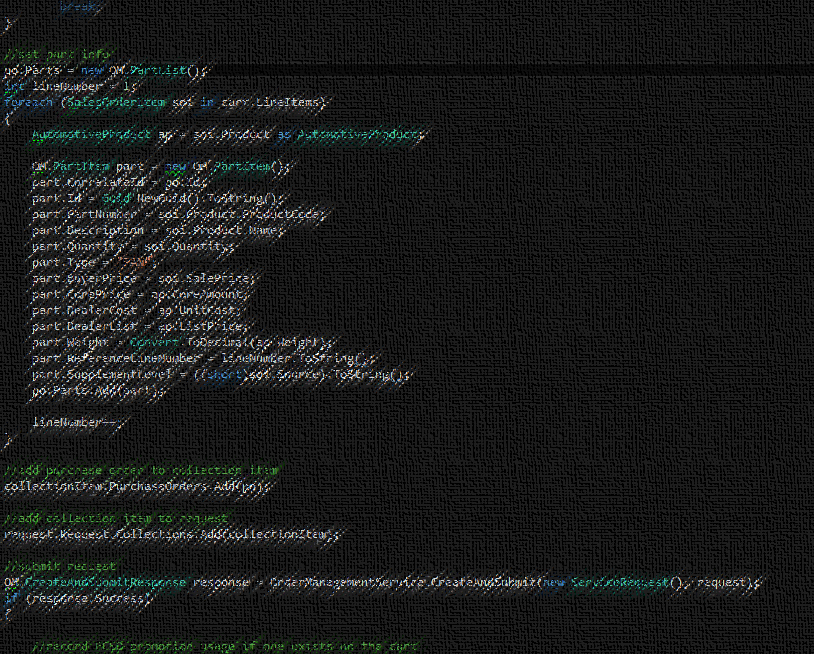 break;
}
//set part info
po.Parts = new OM.PartList();
int lineNumber = 1;
foreach (SalesOrderItem soi in cart.LineItems)
{
AutomotiveProduct ap = soi.Product as AutomotiveProduct;
OM.PartItem part = new OM.PartItem();
part.CorrelateId = po.Id;
part.Id = Guid.NewGuid().ToString();
part.PartNumber = soi.Product.ProductCode;
part.Description = soi.Product.Name;
part.Quantity = soi.Quantity;
part.Type =
part.BuyerPrice = soi.SalePrice;
part.CorePrice = ap.CoreAmount;
part.DealerCost = ap.UnitCost;
part.DealerList = ap.ListPrice;
part.Weight = Convert.ToDecimal(ap.Weight);
part.ReferenceLineNumber = lineNumber.ToString();
part.SupplementLevel = ((short)soi.Source).ToString();
po.Parts.Add(part);
lineNumber++;
}
//add purchase order to collection item
collectionItem.PurchaseOrders.Add(po);
//add collection item to request
request.Request.Collections.Add(collectionItem);
//submit request
OM.CreateAndSubmitResponse response = OrderManagementService.CreateAndSubmit(new ServiceRequest(), request);
if (response.Success)
{
//record promotion usage if one exists on the cart